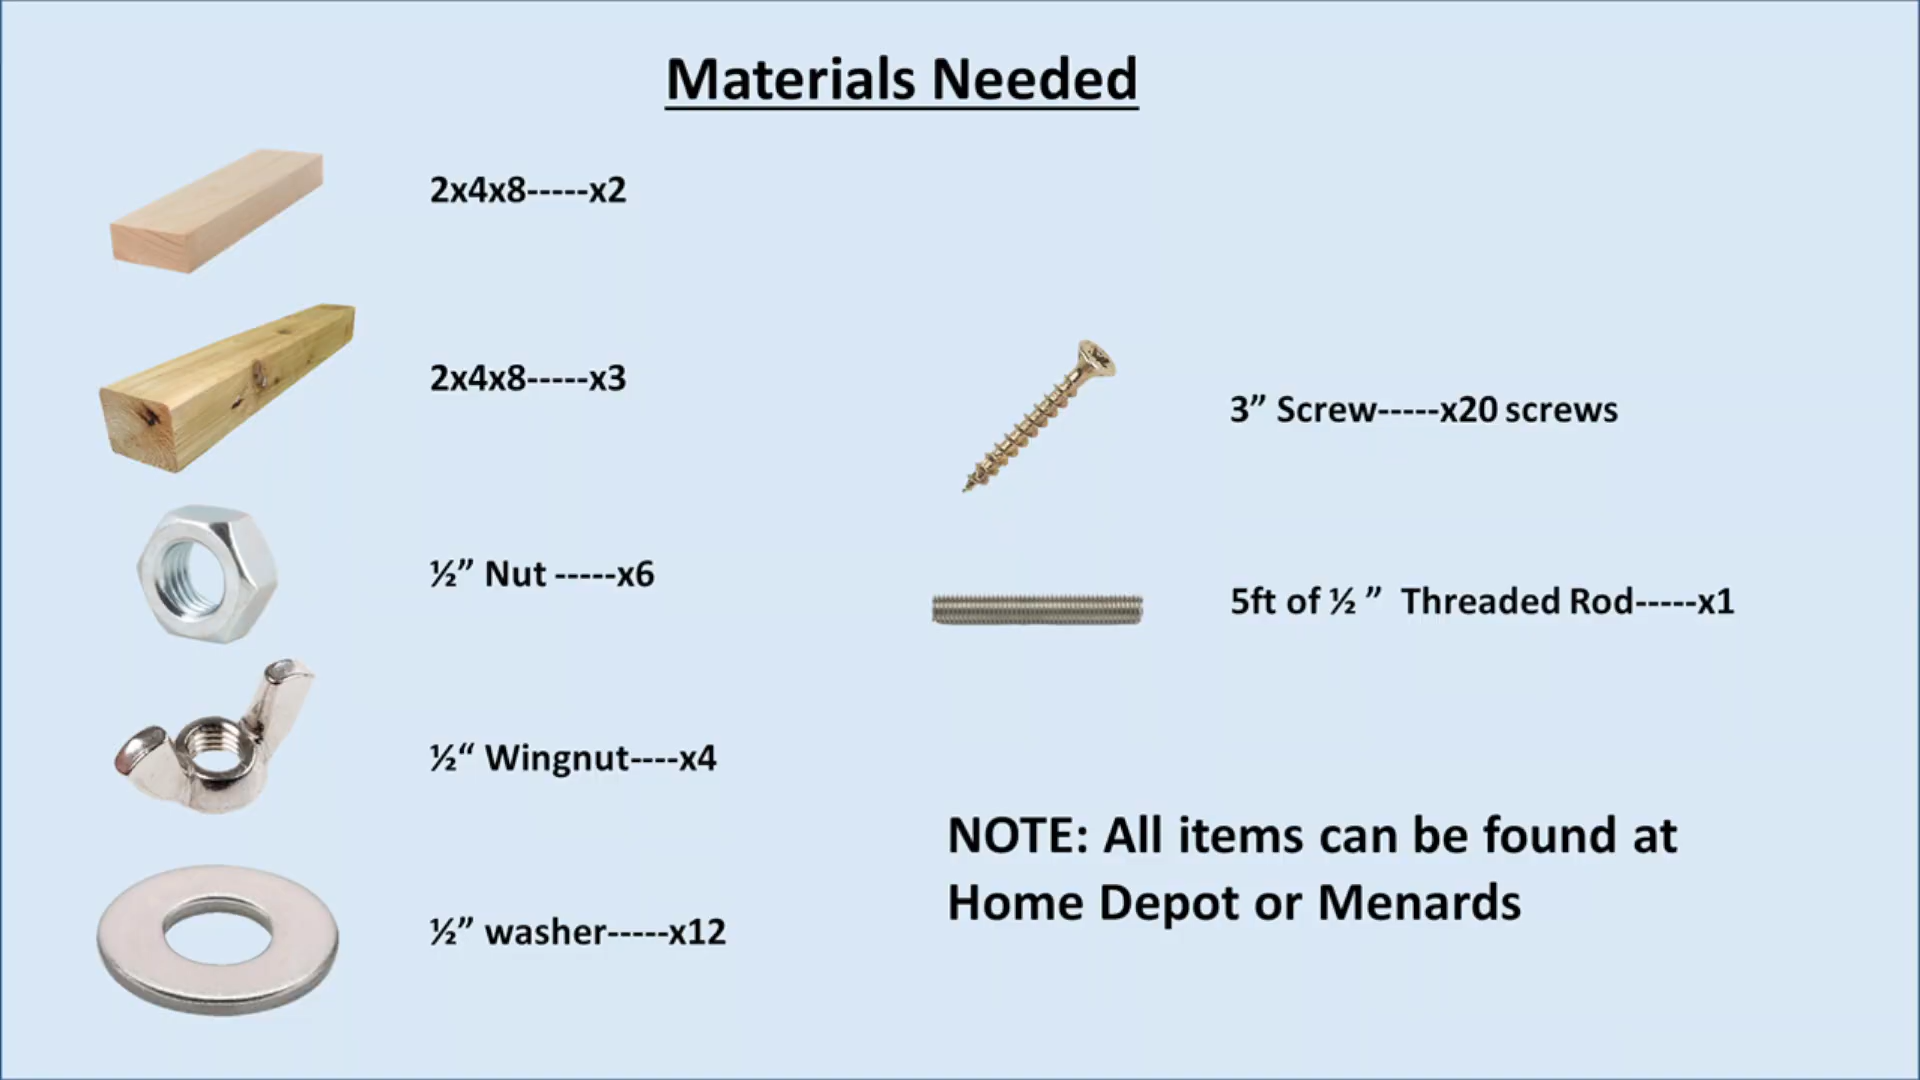 Materials Needed
2x4x8-----x2
2x4x8-----x3
½” Nut -----x6
½“ Wingnut----x4
½” washer-----x12
3” Screw-----x20 screws
5ft of ½ ” Threaded Rod-----x1
NOTE: All items can be found at
Home Depot or Menards